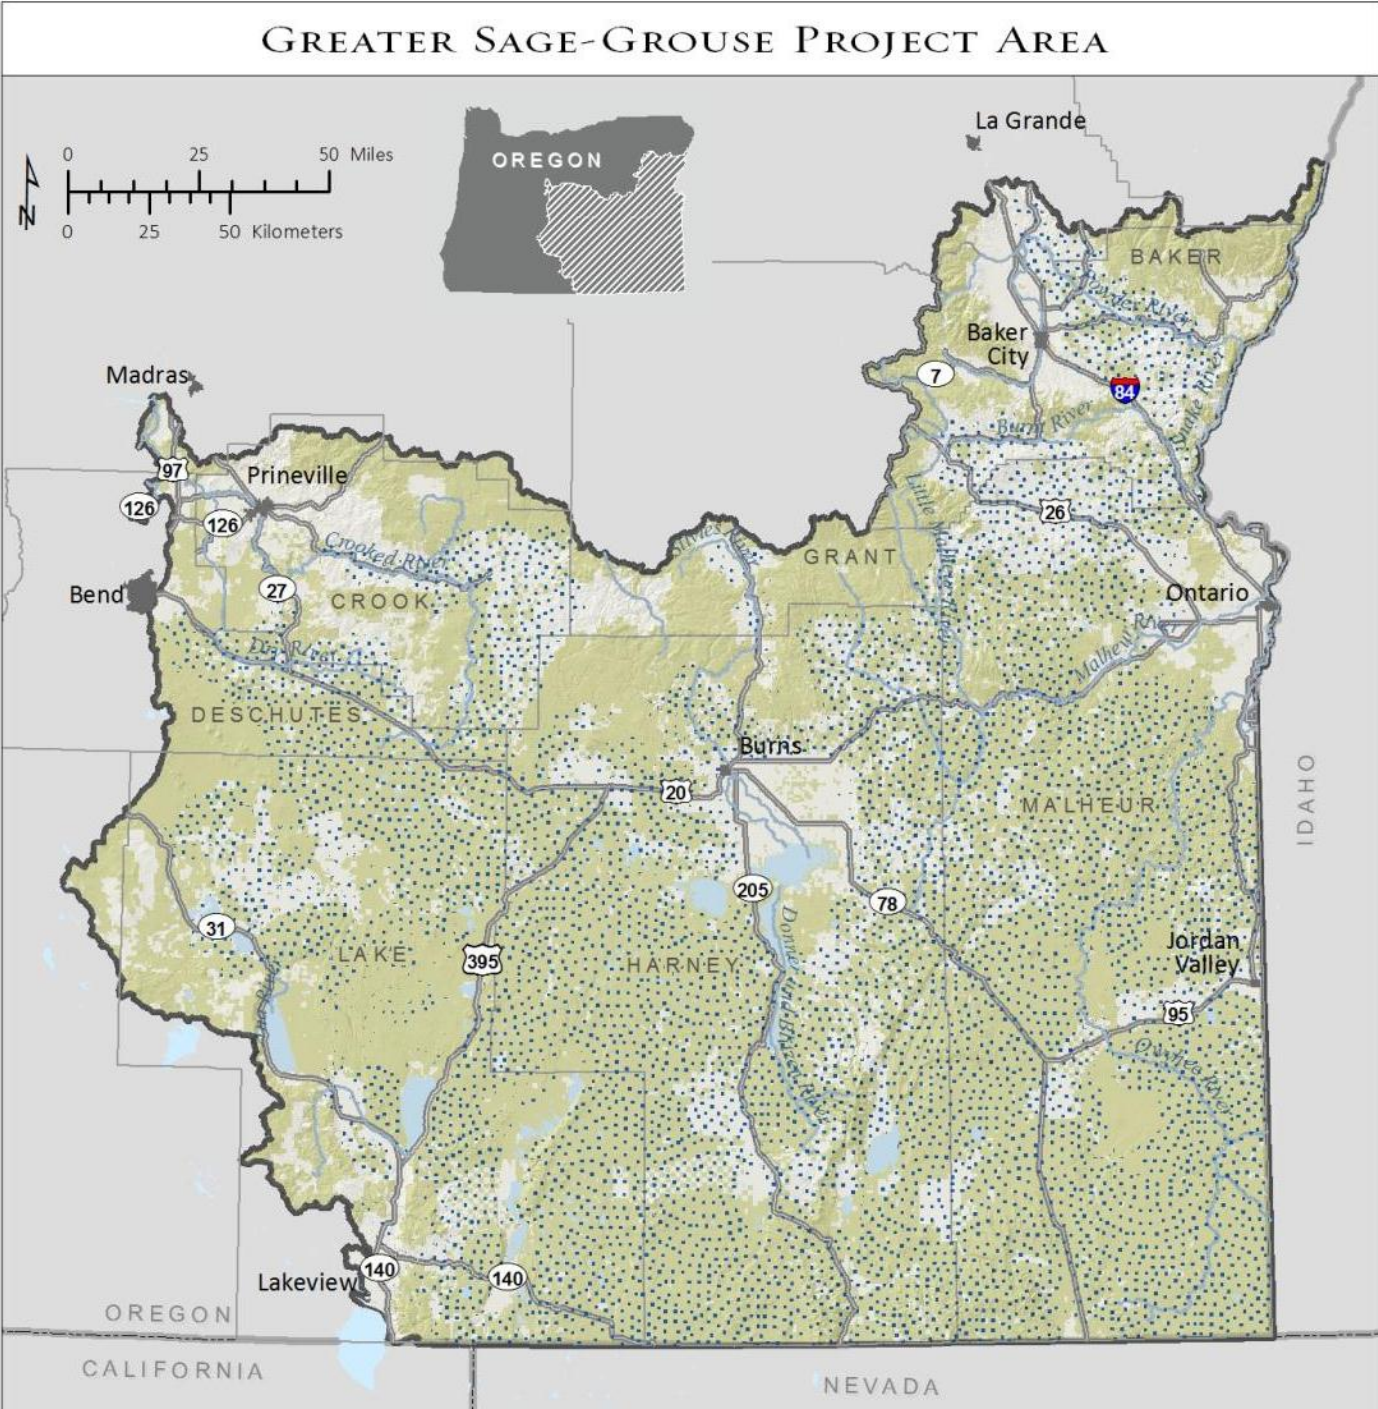 GREATER SAGE-GROUSE PROJECT AREA
La Grande
0 25 50 Miles
0 25 50 Kilometers
N
OREGON
BAKER
Powder River
Baker
City
7
84
Snake River
Burnt River
Madras
97
Prineville
126
126
26
Little Malheur River
Silvies River
GRANT
Crooked River
Bend
27
CROOK
Ontario
Malheur River
Dry River
DESCHUTES
Burns
20
MALHEUR
IDAHO
205
78
31
LAKE
395
HARNEY
Donner und Blitzen River
Jordan
Valley
95
Owyhee River
Lakeview
140
140
OREGON
CALIFORNIA
NEVADA